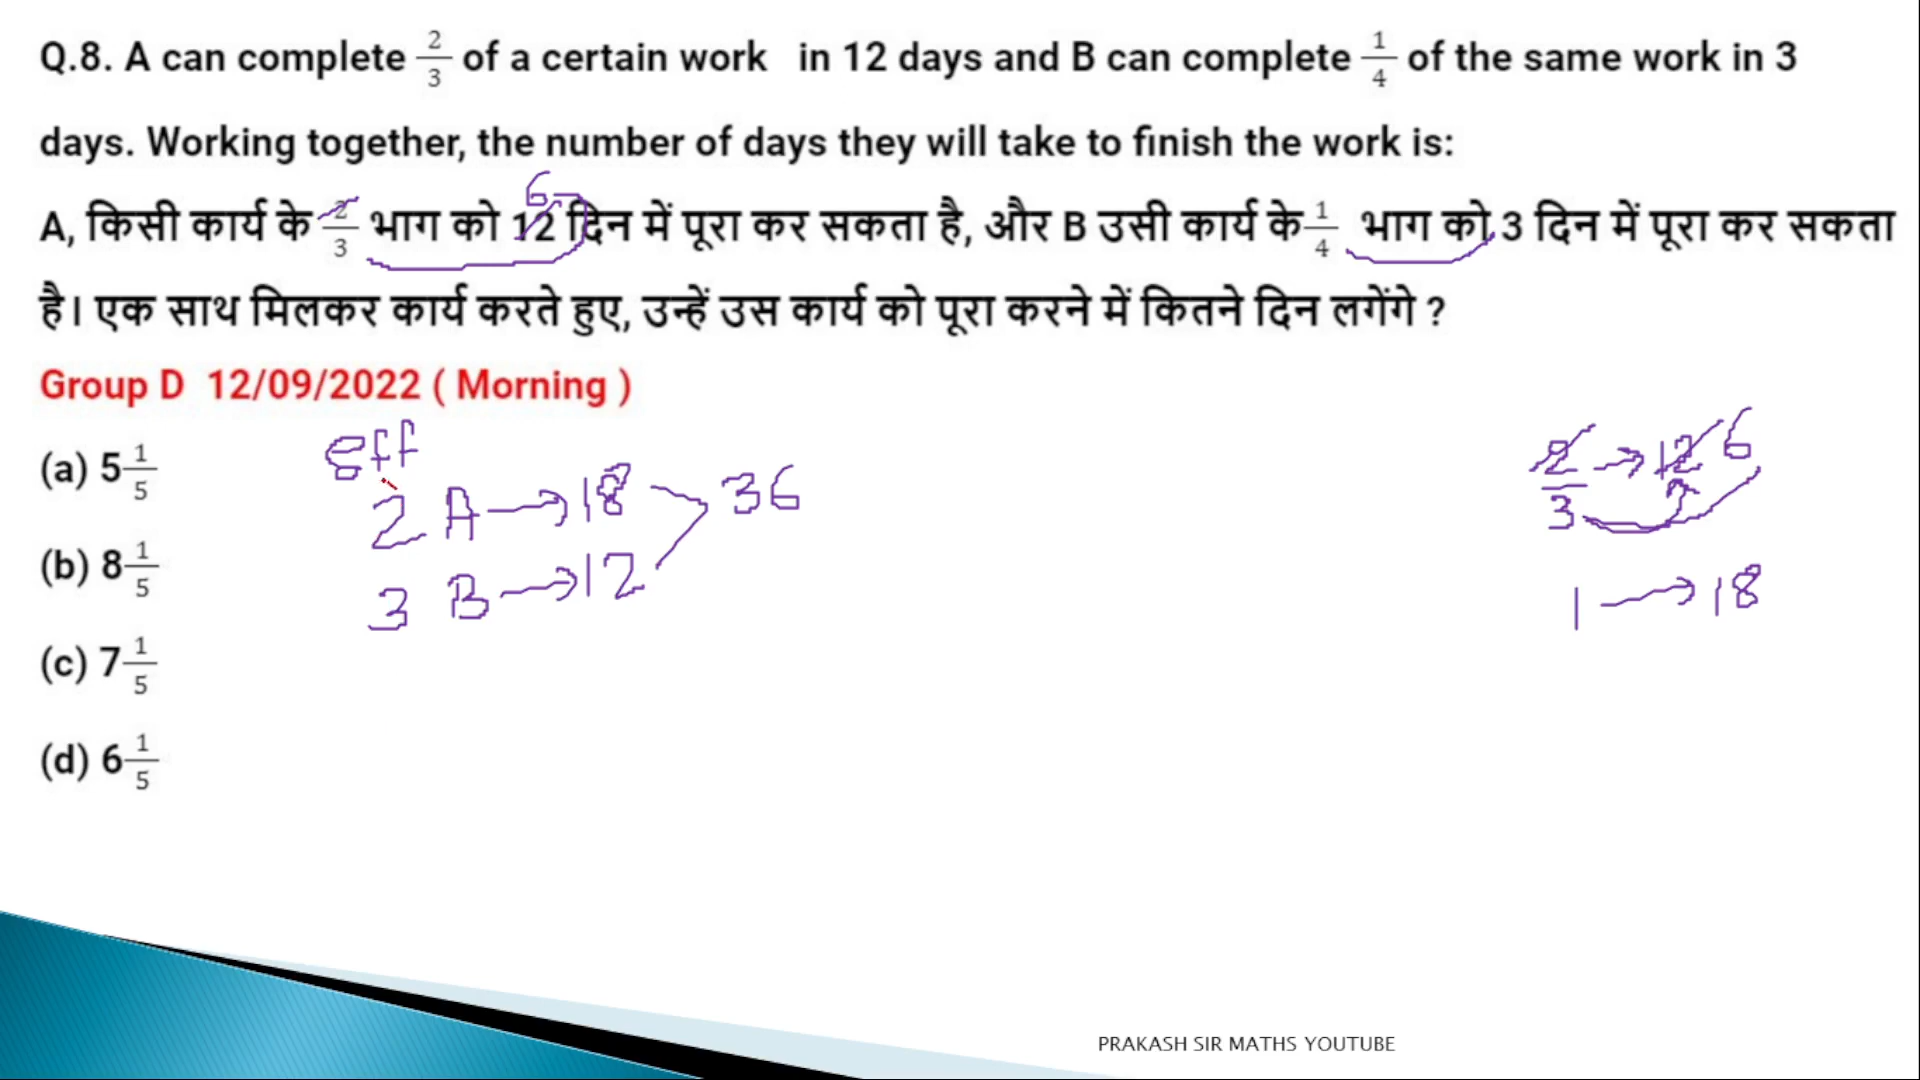 Q.8. A can complete 2/3 of a certain work in 12 days and B can complete 1/4 of the same work in 3
days. Working together, the number of days they will take to finish the work is:
6
A, किसी कार्य के 2/3 भाग को 12 दिन में पूरा कर सकता है, और B उसी कार्य के 1/4 भाग को 3 दिन में पूरा कर सकता
है। एक साथ मिलकर कार्य करते हुए, उन्हें उस कार्य को पूरा करने में कितने दिन लगेंगे ?
Group D 12/09/2022 ( Morning )
(a) 5 1/5
(b) 8 1/5
(c) 7 1/5
(d) 6 1/5
eff
2 A → 18 36
3 B → 12
2/3 → 12 6
1 → 18
PRAKASH SIR MATHS YOUTUBE